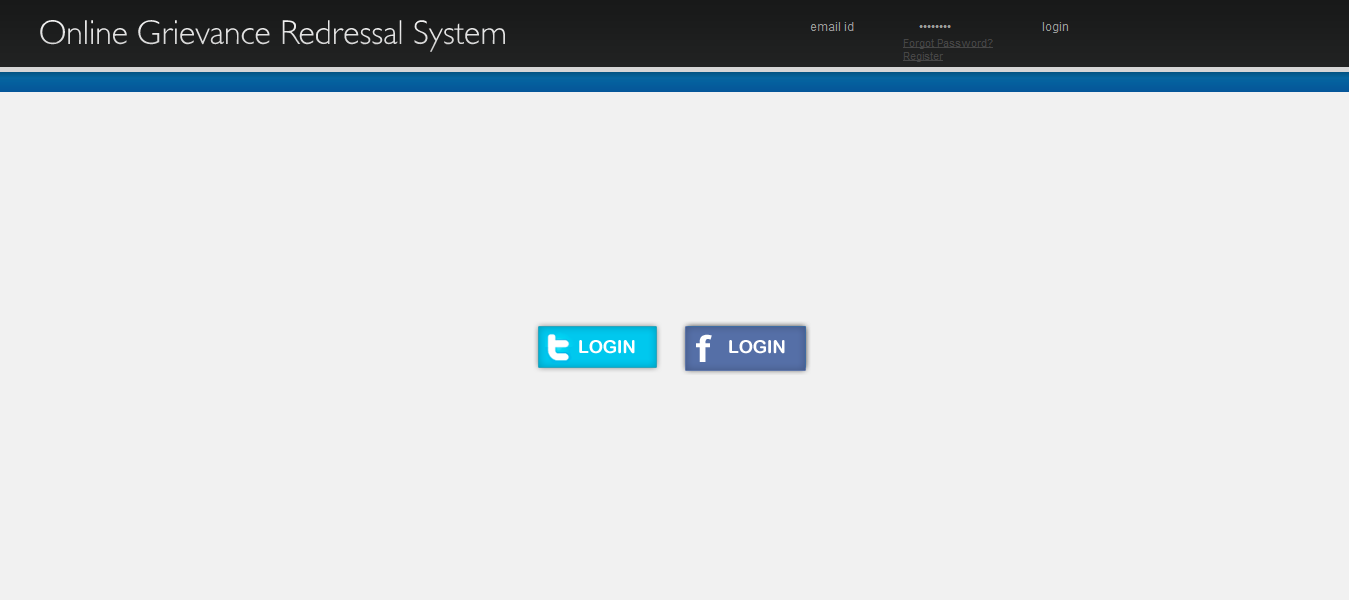 Online Grievance Redressal System
email id •••••••• login
Forgot Password?
Register
LOGIN LOGIN